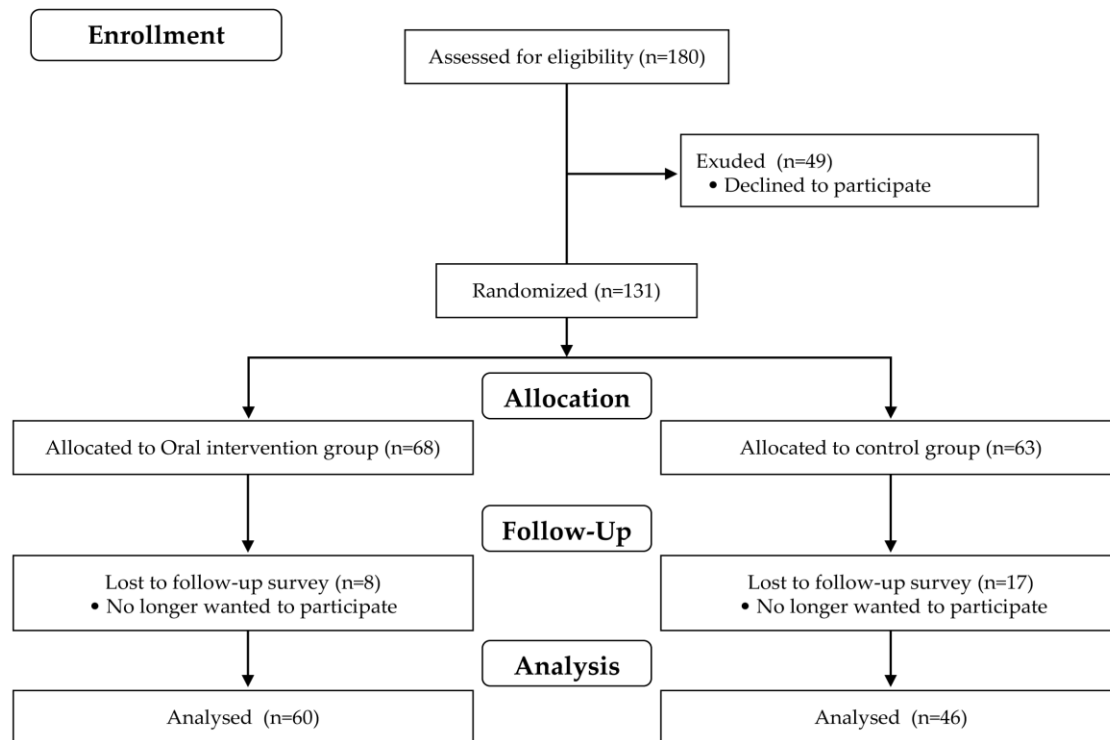 Enrollment
Assessed for eligibility (n=180)
Exuded (n=49)
• Declined to participate
Randomized (n=131)
Allocation
Allocated to Oral intervention group (n=68)
Allocated to control group (n=63)
Follow-Up
Lost to follow-up survey (n=8)
• No longer wanted to participate
Lost to follow-up survey (n=17)
• No longer wanted to participate
Analysis
Analysed (n=60)
Analysed (n=46)